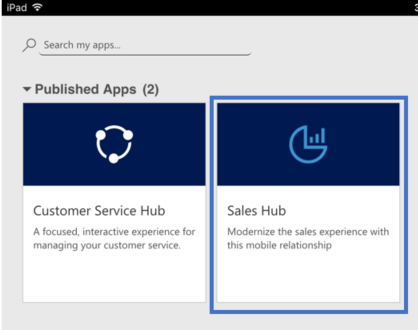 iPad
Search my apps...
Published Apps (2)
Customer Service Hub
A focused, interactive experience for
managing your customer service.
Sales Hub
Modernize the sales experience with
this mobile relationship